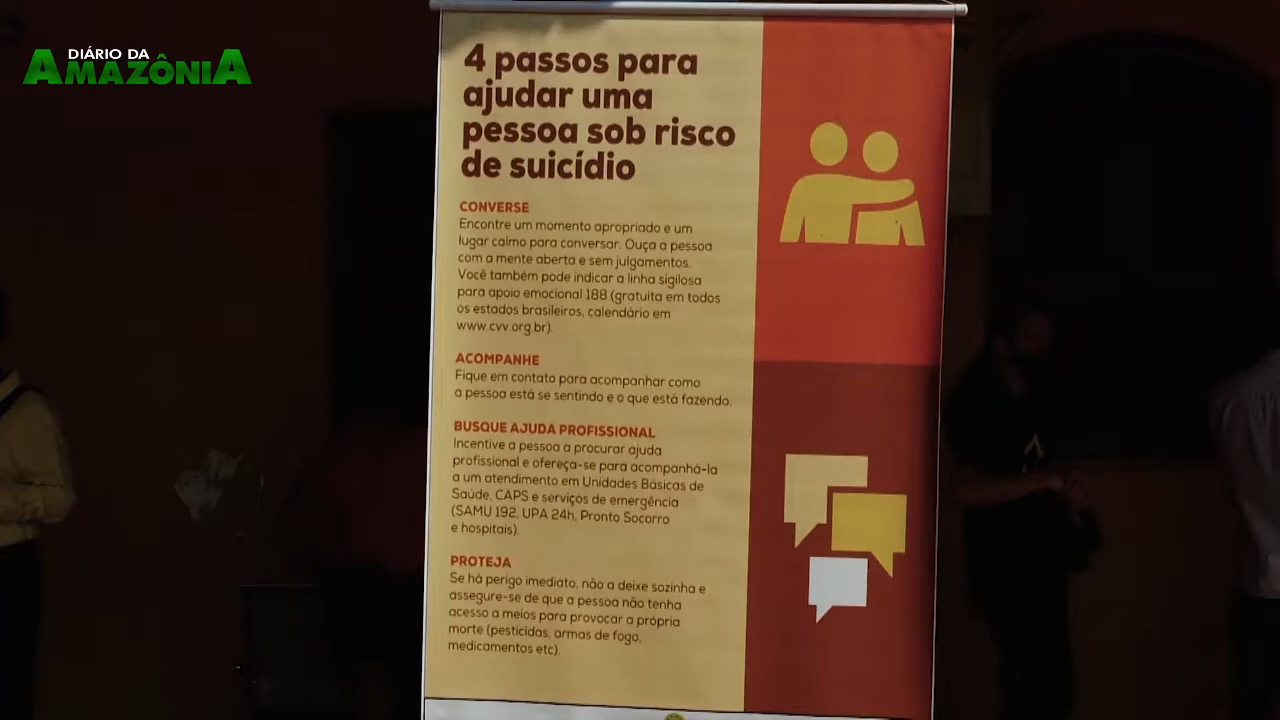 DIÁRIO DA
AMAZÔNIA
4 passos para
ajudar uma
pessoa sob risco
de suicídio
CONVERSE
Encontre um momento apropriado e um
lugar calmo para conversar. Ouça a pessoa
com a mente aberta e sem julgamentos.
Você também pode indicar a linha sigilosa
para apoio emocional 188 (gratuita em todos
os estados brasileiros, calendário em
www.cvv.org.br).
ACOMPANHE
Fique em contato para acompanhar como
a pessoa está se sentindo e o que está fazendo.
BUSQUE AJUDA PROFISSIONAL
Incentive a pessoa a procurar ajuda
profissional e ofereça-se para acompanhá-la
a um atendimento em Unidades Básicas de
Saúde, CAPS e serviços de emergência
(SAMU 192, UPA 24h, Pronto Socorro
e hospitais).
PROTEJA
Se há perigo imediato, não a deixe sozinha e
assegure-se de que a pessoa não tenha
acesso a meios para provocar a própria
morte (pesticidas, armas de fogo,
medicamentos etc).